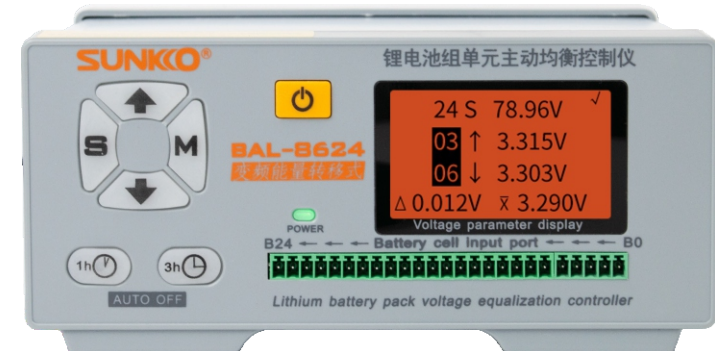 SUNKKO®
锂电池组单元主动均衡控制仪
S
M
BAL-8624
变频能量转移式
24 S 78.96V √
03 ↑ 3.315V
06 ↓ 3.303V
Δ 0.012V x̄ 3.290V
Voltage parameter display
POWER
B24 ← ← ← Battery cell Input port ← ← ← B0
1h
3h
AUTO OFF
Lithium battery pack voltage equalization controller